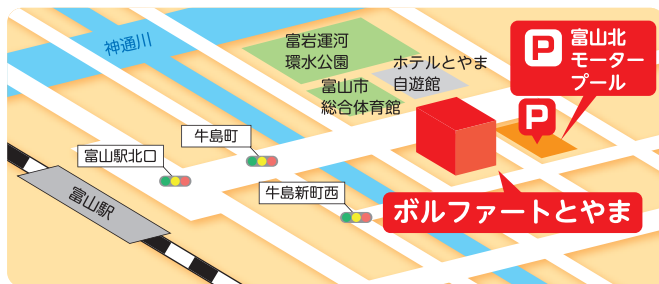 神通川
富岩運河
環水公園
ホテルとやま
自遊館
富山市
総合体育館
P
富山北
モーター
プール
P
牛島町
富山駅北口
牛島新町西
富山駅
ボルファートとやま